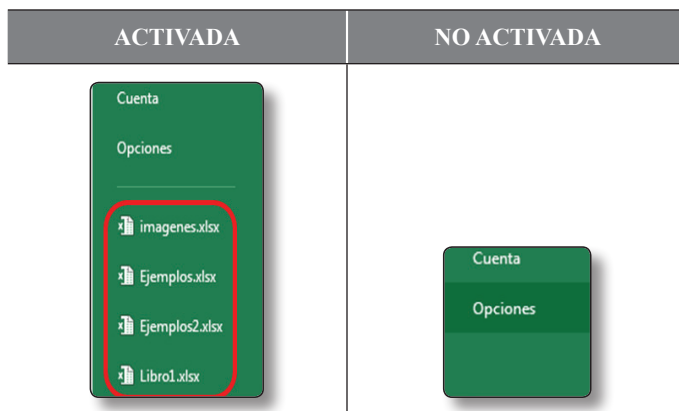 ACTIVADA
NO ACTIVADA
Cuenta
Opciones
imagenes.xlsx
Ejemplos.xlsx
Ejemplos2.xlsx
Libro1.xlsx
Cuenta
Opciones